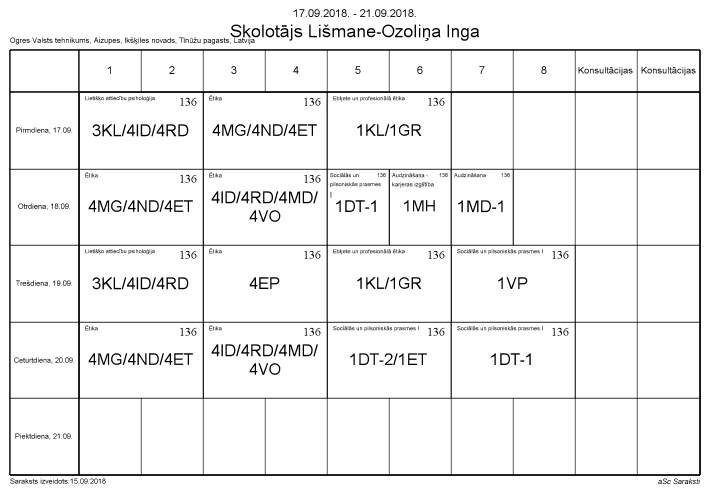 17.09.2018. - 21.09.2018.
Skolotājs Lišmane-Ozoliņa Inga
Ogres Valsts tehnikums, Aizupes, Ikšķiles novads, Tīnūžu pagasts, Latvija
1 2 3 4 5 6 7 8 Konsultācijas Konsultācijas
Pirmdiena, 17.09.
Lietišķo attiecību psiholoģija 136
3KL/4ID/4RD
Ētika 136
4MG/4ND/4ET
Etiķete un profesionālā ētika 136
1KL/1GR
Otrdiena, 18.09.
Ētika 136
4MG/4ND/4ET
Ētika 136
4ID/4RD/4MD/
4VO
Sociālās un 136
pilsoniskās prasmes
I
1DT-1
Audzināšana - 136
karjeras izglītība
1MH
Audzināšana 136
1MD-1
Trešdiena, 19.09.
Lietišķo attiecību psiholoģija 136
3KL/4ID/4RD
Ētika 136
4EP
Etiķete un profesionālā ētika 136
1KL/1GR
Sociālās un pilsoniskās prasmes I 136
1VP
Ceturtdiena, 20.09.
Ētika 136
4MG/4ND/4ET
Ētika 136
4ID/4RD/4MD/
4VO
Sociālās un pilsoniskās prasmes I 136
1DT-2/1ET
Sociālās un pilsoniskās prasmes I 136
1DT-1
Piektdiena, 21.09.
Saraksts izveidots:15.09.2018
aSc Saraksti